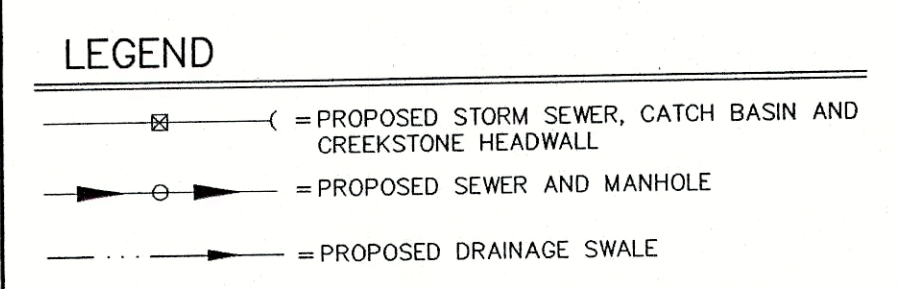 LEGEND
= PROPOSED STORM SEWER, CATCH BASIN AND
CREEKSTONE HEADWALL
= PROPOSED SEWER AND MANHOLE
= PROPOSED DRAINAGE SWALE